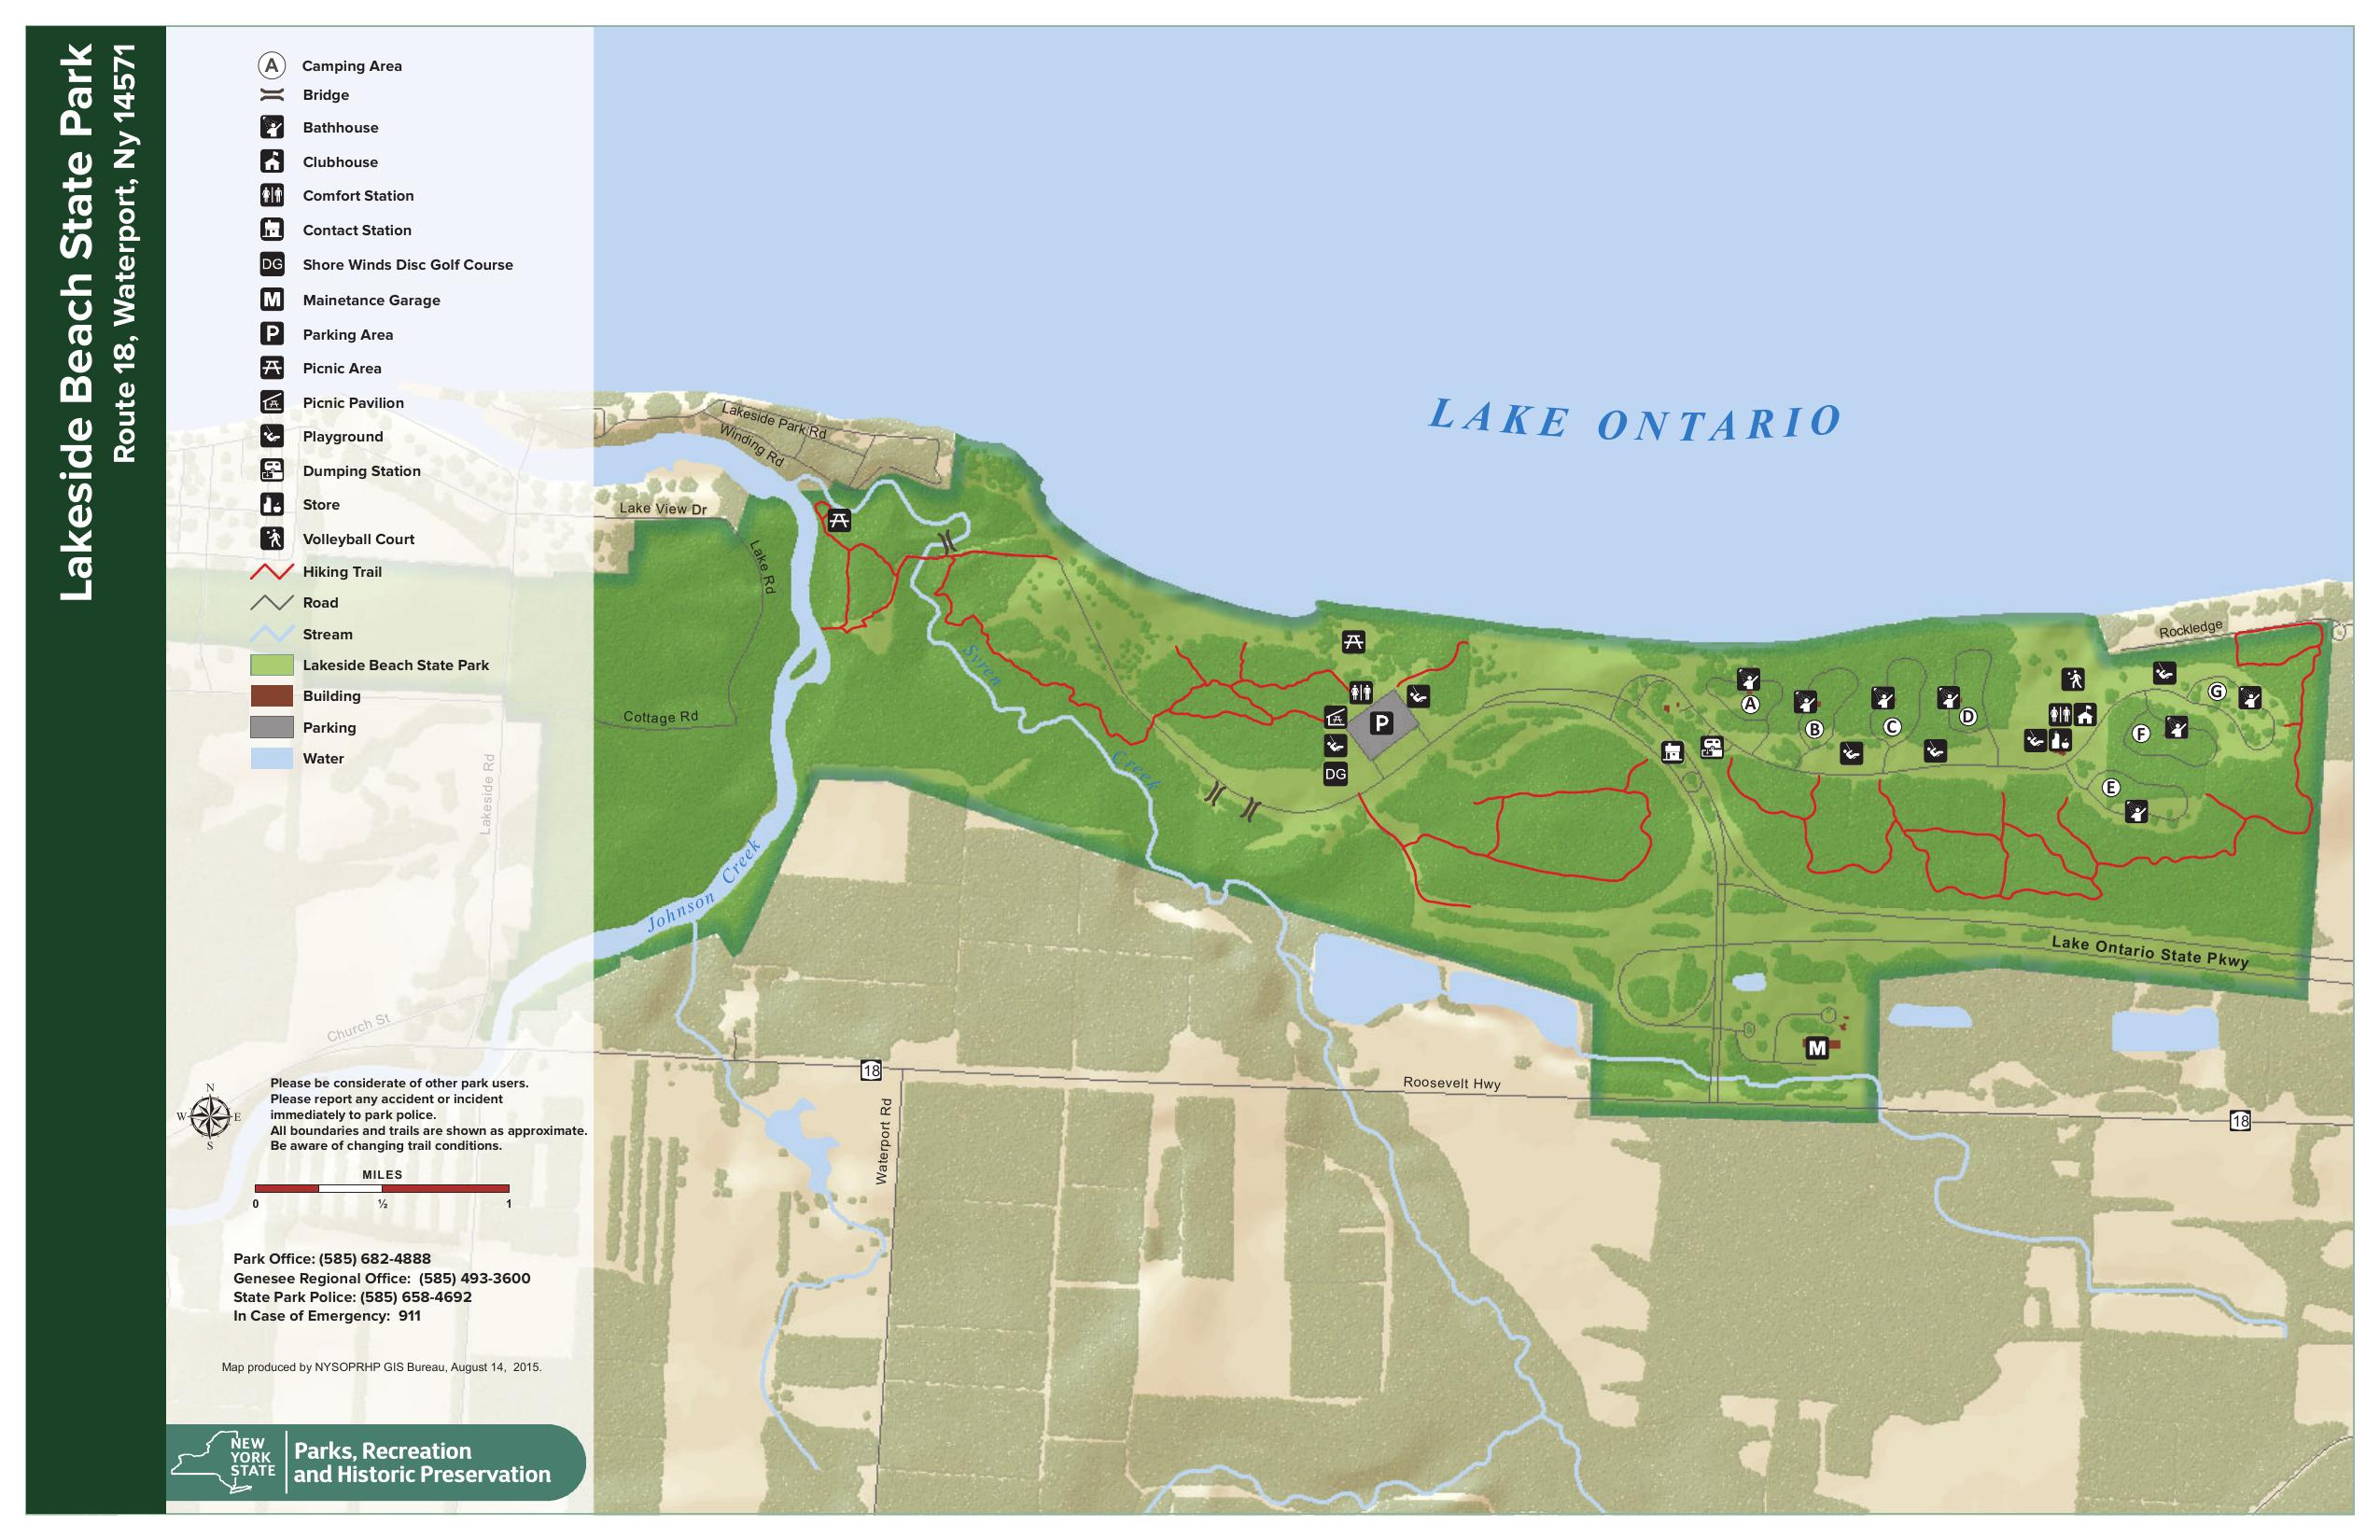 Lakeside Beach State Park
Route 18, Waterport, Ny 14571
A Camping Area
Bridge
Bathhouse
Clubhouse
Comfort Station
Contact Station
DG Shore Winds Disc Golf Course
M Mainetance Garage
P Parking Area
Picnic Area
Picnic Pavilion
Playground
Dumping Station
Store
Volleyball Court
Hiking Trail
Road
Stream
Lakeside Beach State Park
Building
Parking
Water
LAKE ONTARIO
Lakeside Park Rd
Winding Rd
Lake View Dr
Lake Rd
Cottage Rd
Lakeside Rd
Church St
Syren
Creek
Johnson Creek
P
DG
A
B
C
D
E
F
G
Rockledge
Lake Ontario State Pkwy
M
18
Roosevelt Hwy
18
Waterport Rd
N
W E
S
Please be considerate of other park users.
Please report any accident or incident
immediately to park police.
All boundaries and trails are shown as approximate.
Be aware of changing trail conditions.
MILES
0 ½ 1
Park Office: (585) 682-4888
Genesee Regional Office: (585) 493-3600
State Park Police: (585) 658-4692
In Case of Emergency: 911
Map produced by NYSOPRHP GIS Bureau, August 14, 2015.
NEW
YORK
STATE
Parks, Recreation
and Historic Preservation